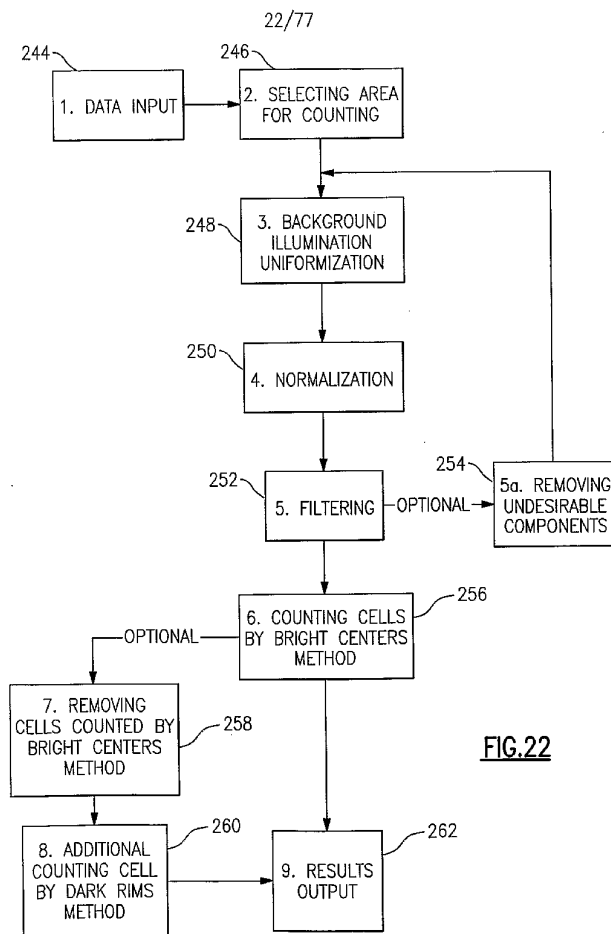 22/77
244
1. DATA INPUT
246
2. SELECTING AREA
FOR COUNTING
248
3. BACKGROUND
ILLUMINATION
UNIFORMIZATION
250
4. NORMALIZATION
252
5. FILTERING
OPTIONAL
254
5a. REMOVING
UNDESIRABLE
COMPONENTS
256
6. COUNTING CELLS
BY BRIGHT CENTERS
METHOD
OPTIONAL
258
7. REMOVING
CELLS COUNTED BY
BRIGHT CENTERS
METHOD
260
8. ADDITIONAL
COUNTING CELL
BY DARK RIMS
METHOD
262
9. RESULTS
OUTPUT
FIG.22